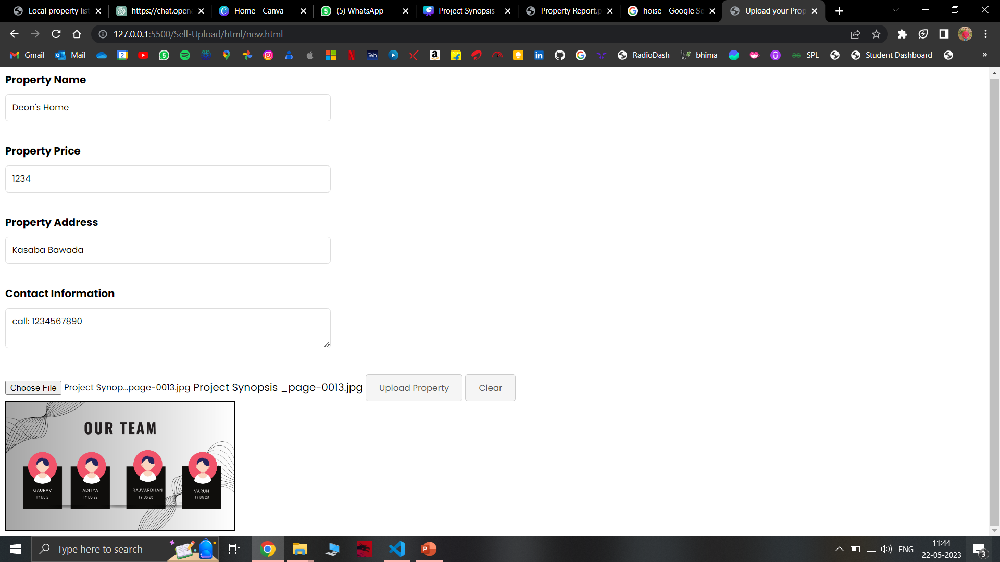 Local property list
https://chat.opena
Home - Canva
(5) WhatsApp
Project Synopsis -
Property Report.p
hoise - Google Se
Upload your Prop
127.0.0.1:5500/Sell-Upload/html/new.html
Gmail
Mail
RadioDash
bhima
SPL
Student Dashboard
»
Property Name
Deon's Home
Property Price
1234
Property Address
Kasaba Bawada
Contact Information
call: 1234567890
Choose File Project Synop...page-0013.jpg Project Synopsis _page-0013.jpg Upload Property Clear
OUR TEAM
GAURAV
TY DS 21
ADITYA
TY DS 22
RAJVARDHAN
TY DS 25
VARUN
TY DS 23
Type here to search
ENG
11:44
22-05-2023
3